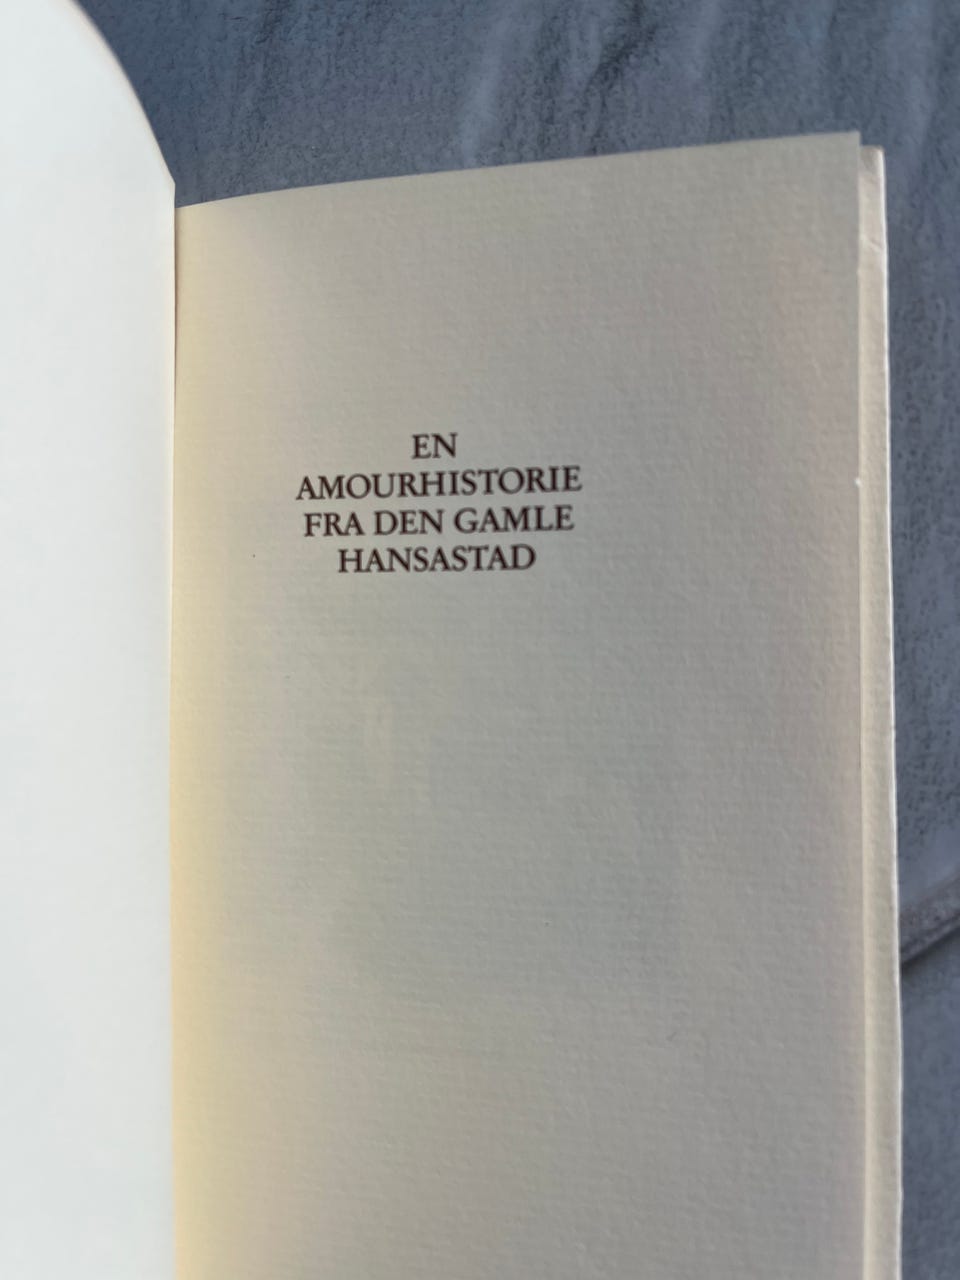 EN
AMOURHISTORIE
FRA DEN GAMLE
HANSASTAD